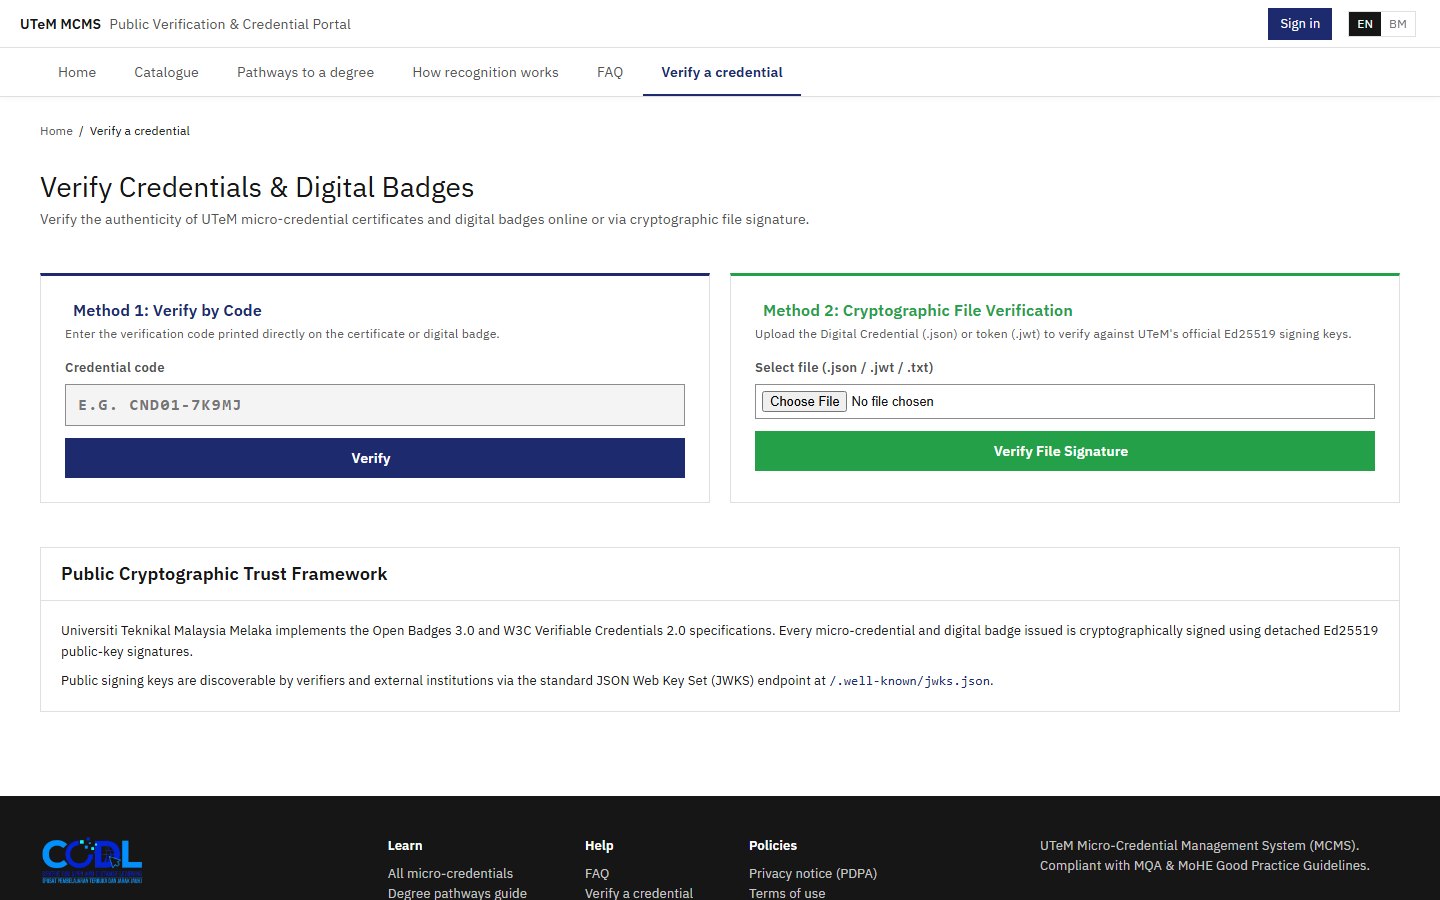 UTeM MCMS Public Verification & Credential Portal
Sign in
EN BM
Home Catalogue Pathways to a degree How recognition works FAQ Verify a credential
Home / Verify a credential
Verify Credentials & Digital Badges
Verify the authenticity of UTeM micro-credential certificates and digital badges online or via cryptographic file signature.
Method 1: Verify by Code
Enter the verification code printed directly on the certificate or digital badge.
Credential code
E.G. CND01-7K9MJ
Verify
Method 2: Cryptographic File Verification
Upload the Digital Credential (.json) or token (.jwt) to verify against UTeM's official Ed25519 signing keys.
Select file (.json / .jwt / .txt)
Choose File No file chosen
Verify File Signature
Public Cryptographic Trust Framework
Universiti Teknikal Malaysia Melaka implements the Open Badges 3.0 and W3C Verifiable Credentials 2.0 specifications. Every micro-credential and digital badge issued is cryptographically signed using detached Ed25519
public-key signatures.
Public signing keys are discoverable by verifiers and external institutions via the standard JSON Web Key Set (JWKS) endpoint at /.well-known/jwks.json.
CODL
Learn
All micro-credentials
Degree pathways guide
Help
FAQ
Verify a credential
Policies
Privacy notice (PDPA)
Terms of use
UTeM Micro-Credential Management System (MCMS).
Compliant with MQA & MoHE Good Practice Guidelines.